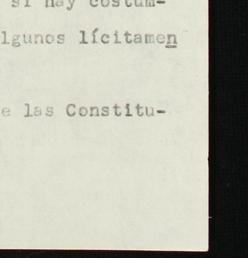 si hay costum-
lgunos lícitamen
e las Constitu-